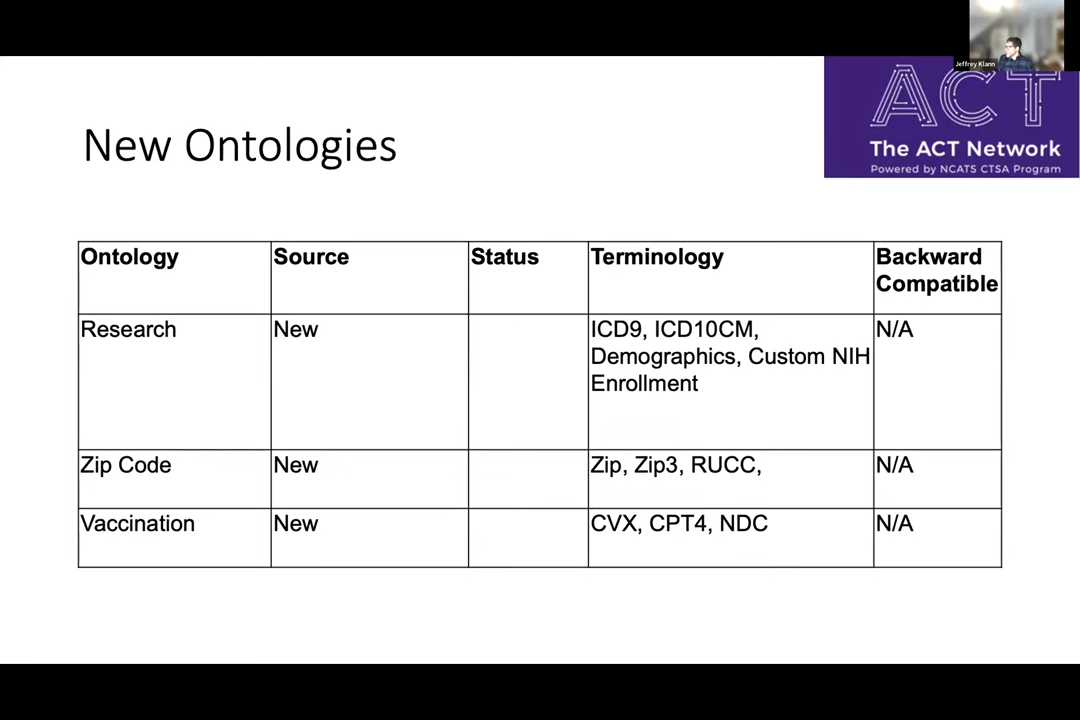 Jeffrey Klann
ACT
The ACT Network
Powered by NCATS CTSA Program
New Ontologies
Ontology Source Status Terminology Backward
Compatible
Research New ICD9, ICD10CM, N/A
Demographics, Custom NIH
Enrollment
Zip Code New Zip, Zip3, RUCC, N/A
Vaccination New CVX, CPT4, NDC N/A